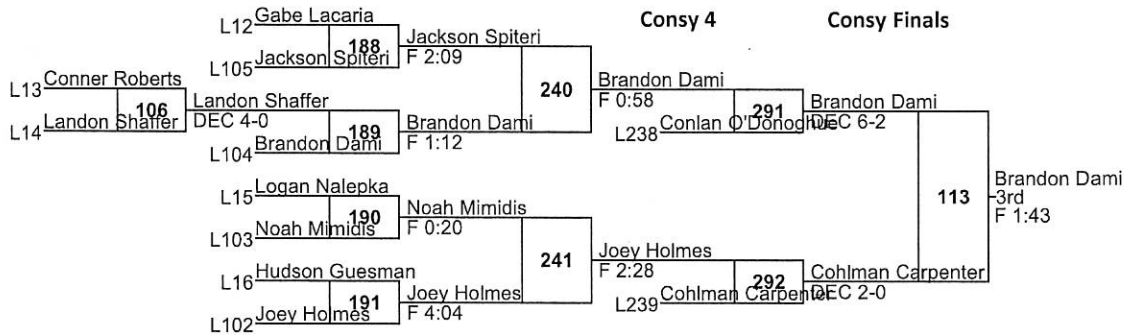 Consy 4 Consy Finals
L12 Gabe Lacaria
188
Jackson Spiteri
F 2:09
L105 Jackson Spiteri
L13 Conner Roberts
106
Landon Shaffer
DEC 4-0
L14 Landon Shaffer
189
Brandon Dami
F 1:12
L104 Brandon Dami
240
Brandon Dami
F 0:58
291
Brandon Dami
DEC 6-2
L238 Conlan O'Donoghue
L15 Logan Nalepka
190
Noah Mimidis
F 0:20
L103 Noah Mimidis
L16 Hudson Guesman
191
Joey Holmes
F 4:04
L102 Joey Holmes
241
Joey Holmes
F 2:28
292
Cohlman Carpenter
DEC 2-0
L239 Cohlman Carpenter
113
Brandon Dami
3rd
F 1:43